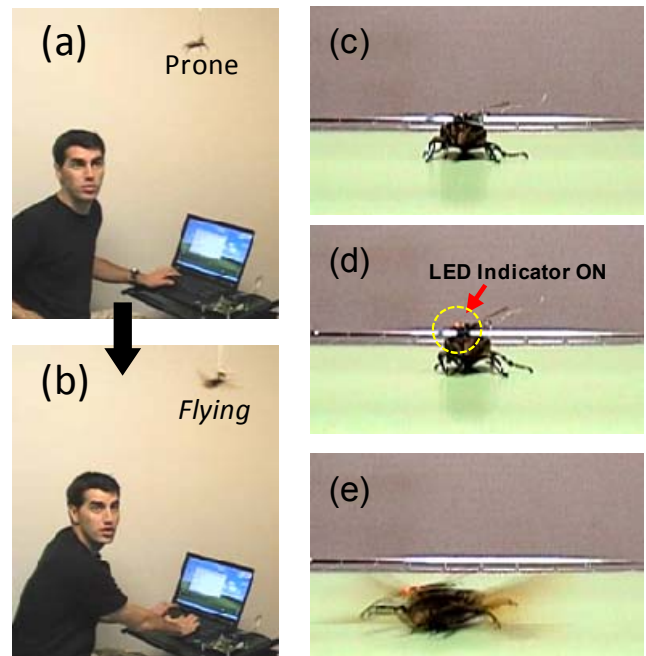 (a)
Prone
(b)
Flying
(c)
(d)
LED Indicator ON
(e)